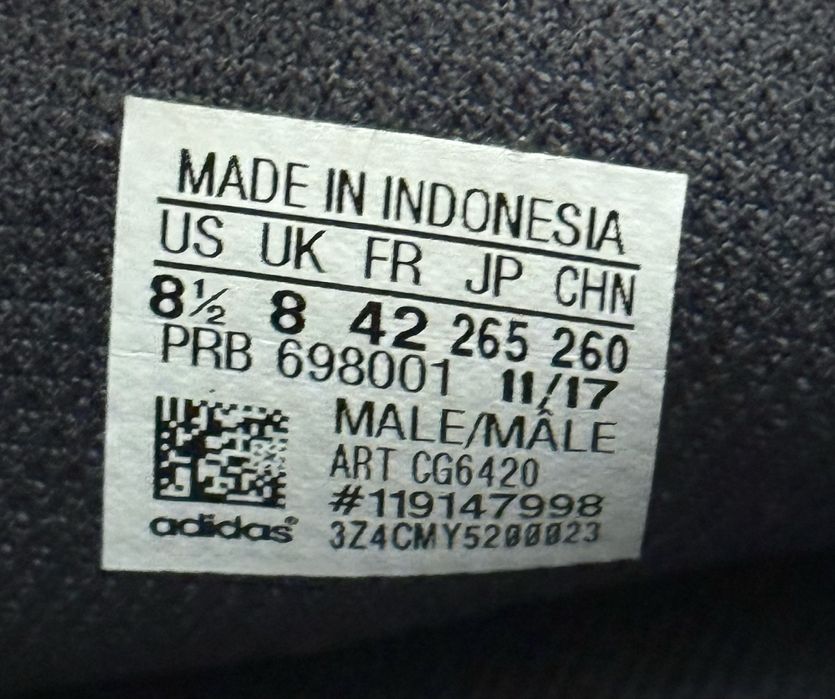 MADE IN INDONESIA
US UK FR JP CHN
8½ 8 42 265 260
PRB 698001 11/17
MALE/MÂLE
ART CG6420
#119147998
adidas® 3Z4CMY5200023